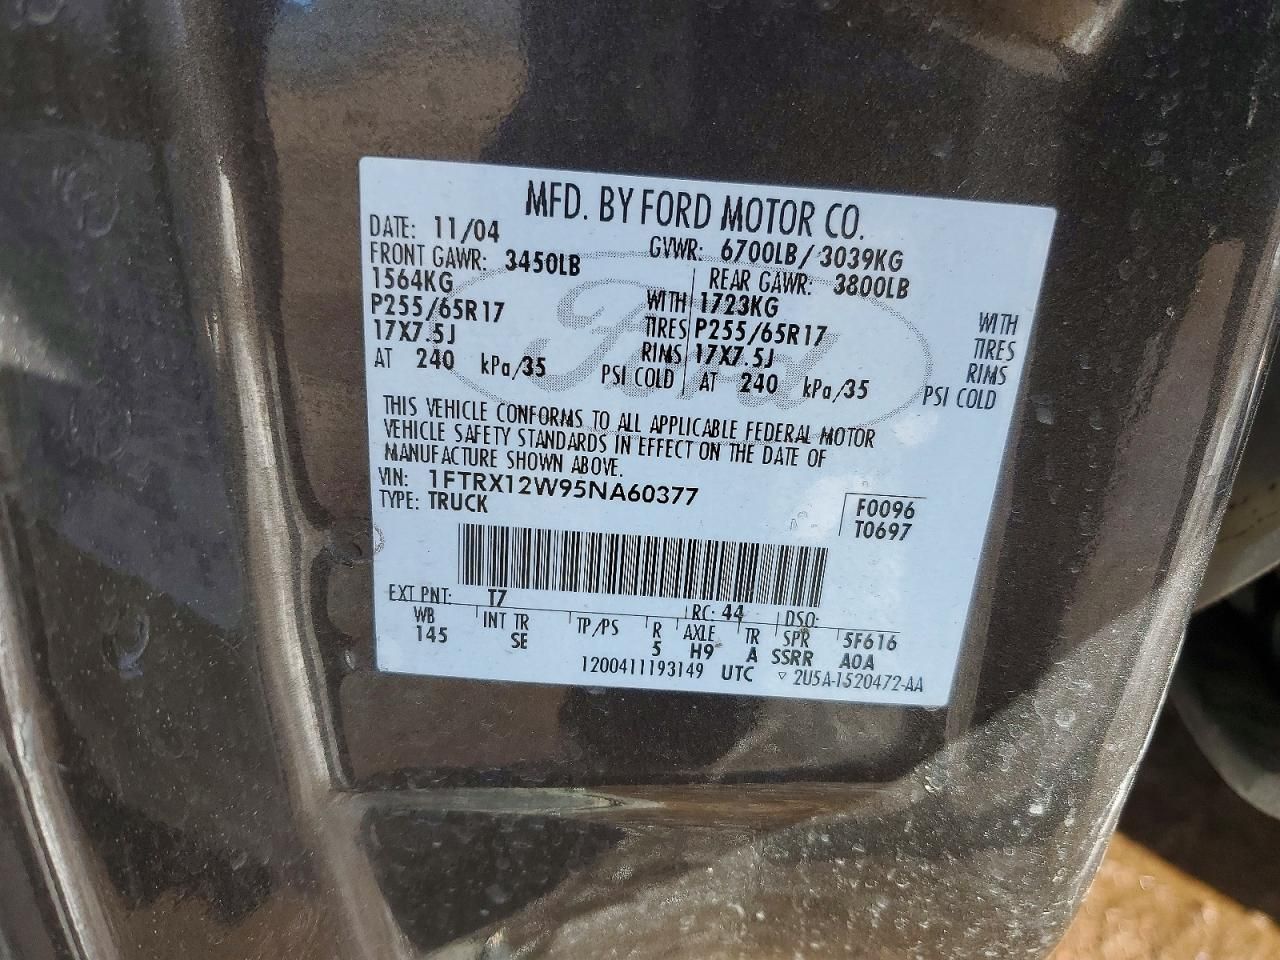 MFD. BY FORD MOTOR CO.
DATE: 11/04 GVWR: 6700LB/ 3039KG
FRONT GAWR: 3450LB REAR GAWR: 3800LB
1564KG WITH 1723KG WITH
P255/65R17 TIRES P255/65R17 TIRES
17X7.5J RIMS 17X7.5J RIMS
AT 240 kPa/35 PSI COLD AT 240 kPa/35 PSI COLD
Ford
THIS VEHICLE CONFORMS TO ALL APPLICABLE FEDERAL MOTOR
VEHICLE SAFETY STANDARDS IN EFFECT ON THE DATE OF
MANUFACTURE SHOWN ABOVE.
VIN: 1FTRX12W95NA60377
TYPE: TRUCK
F0096
T0697
EXT PNT: T7 RC: 44 DSO:
WB INT TR TP/PS R AXLE TR SPR 5F616
145 SE 5 H9 A SSRR A0A
1200411193149 UTC ▽ 2U5A-1520472-AA